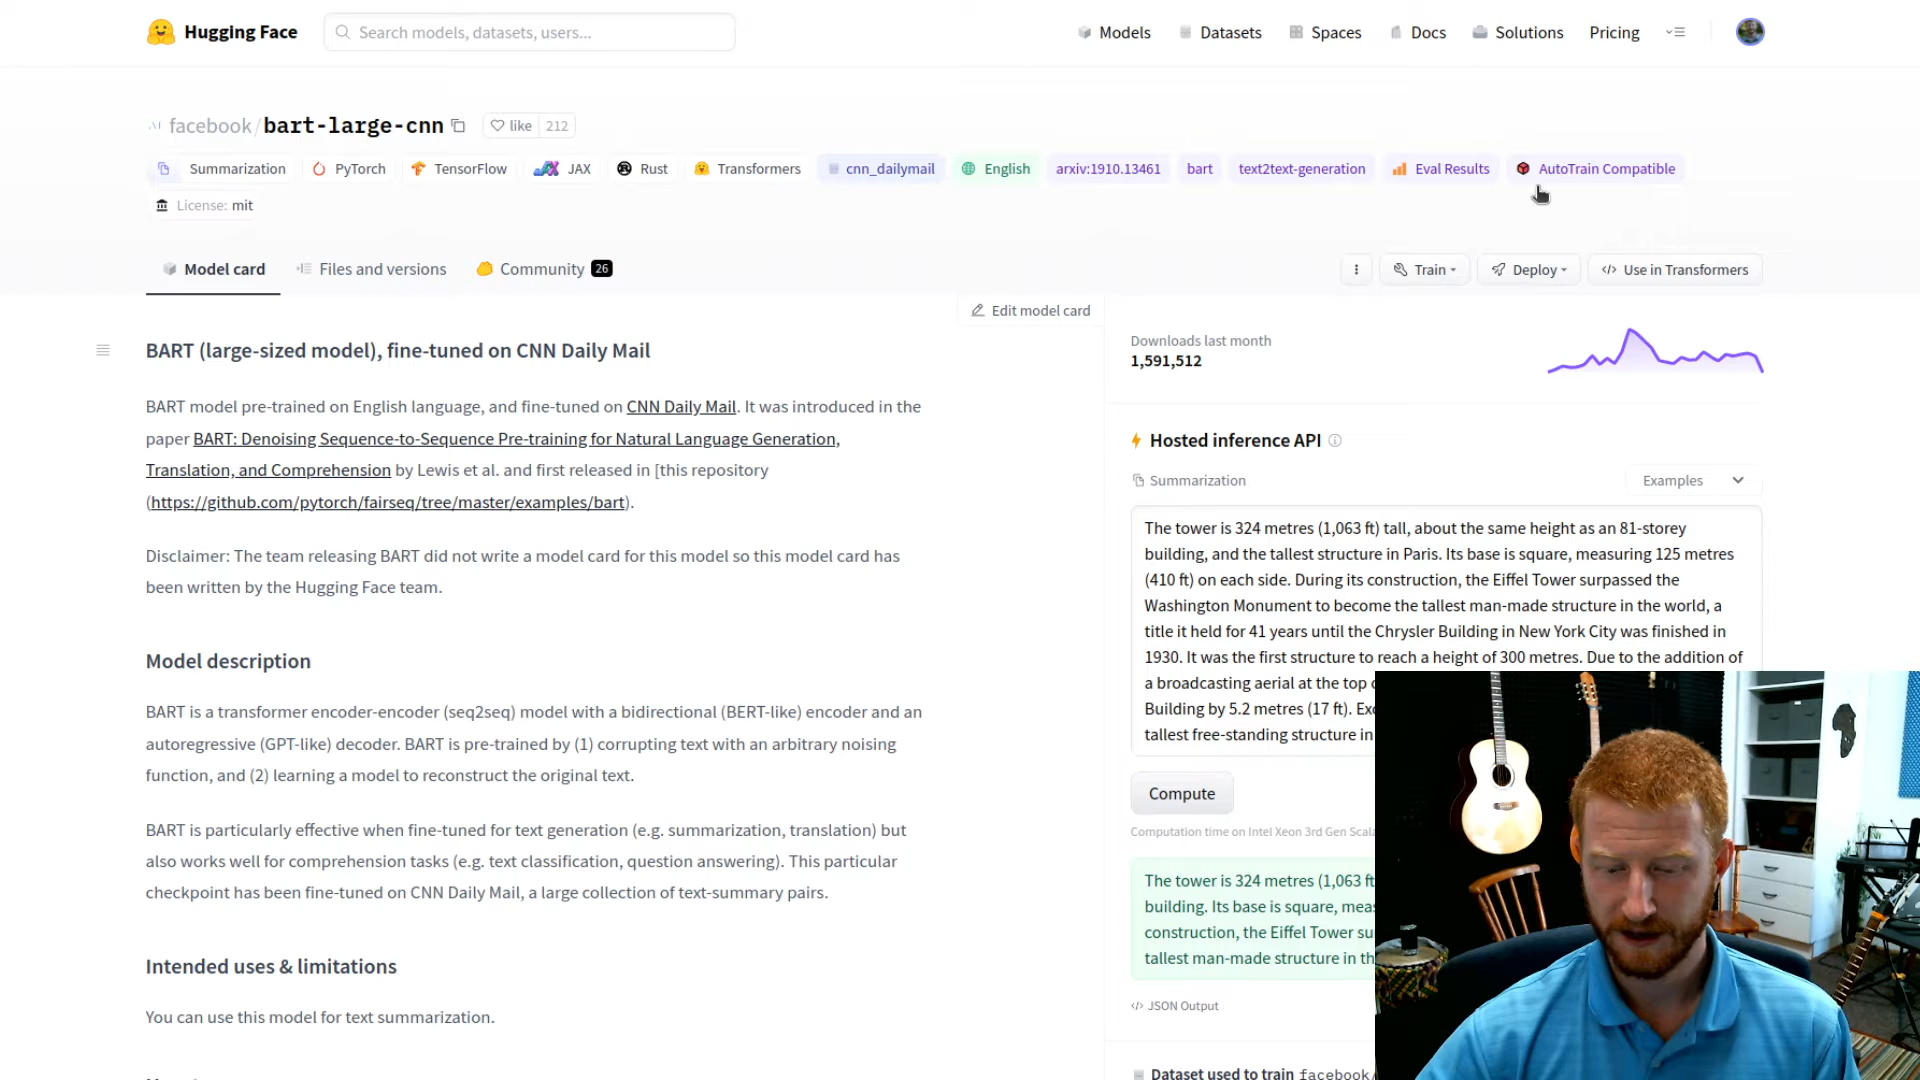 Hugging Face
Search models, datasets, users...
Models
Datasets
Spaces
Docs
Solutions
Pricing
facebook/bart-large-cnn
like 212
Summarization PyTorch TensorFlow JAX Rust Transformers cnn_dailymail English arxiv:1910.13461 bart text2text-generation Eval Results AutoTrain Compatible
License: mit
Model card
Files and versions
Community 26
Train
Deploy
Use in Transformers
Edit model card
BART (large-sized model), fine-tuned on CNN Daily Mail
BART model pre-trained on English language, and fine-tuned on CNN Daily Mail. It was introduced in the
paper BART: Denoising Sequence-to-Sequence Pre-training for Natural Language Generation,
Translation, and Comprehension by Lewis et al. and first released in [this repository
(https://github.com/pytorch/fairseq/tree/master/examples/bart).
Disclaimer: The team releasing BART did not write a model card for this model so this model card has
been written by the Hugging Face team.
Model description
BART is a transformer encoder-encoder (seq2seq) model with a bidirectional (BERT-like) encoder and an
autoregressive (GPT-like) decoder. BART is pre-trained by (1) corrupting text with an arbitrary noising
function, and (2) learning a model to reconstruct the original text.
BART is particularly effective when fine-tuned for text generation (e.g. summarization, translation) but
also works well for comprehension tasks (e.g. text classification, question answering). This particular
checkpoint has been fine-tuned on CNN Daily Mail, a large collection of text-summary pairs.
Intended uses & limitations
You can use this model for text summarization.
Downloads last month
1,591,512
Hosted inference API
Summarization
Examples
The tower is 324 metres (1,063 ft) tall, about the same height as an 81-storey
building, and the tallest structure in Paris. Its base is square, measuring 125 metres
(410 ft) on each side. During its construction, the Eiffel Tower surpassed the
Washington Monument to become the tallest man-made structure in the world, a
title it held for 41 years until the Chrysler Building in New York City was finished in
1930. It was the first structure to reach a height of 300 metres. Due to the addition of
a broadcasting aerial at the top
Building by 5.2 metres (17 ft).
tallest free-standing structure in
Compute
Computation time on Intel Xeon 3rd Gen
The tower is 324 metres (1,063 ft
building. Its base is square,
construction, the Eiffel Tower
tallest man-made structure in
JSON Output
Dataset used to train facebook/